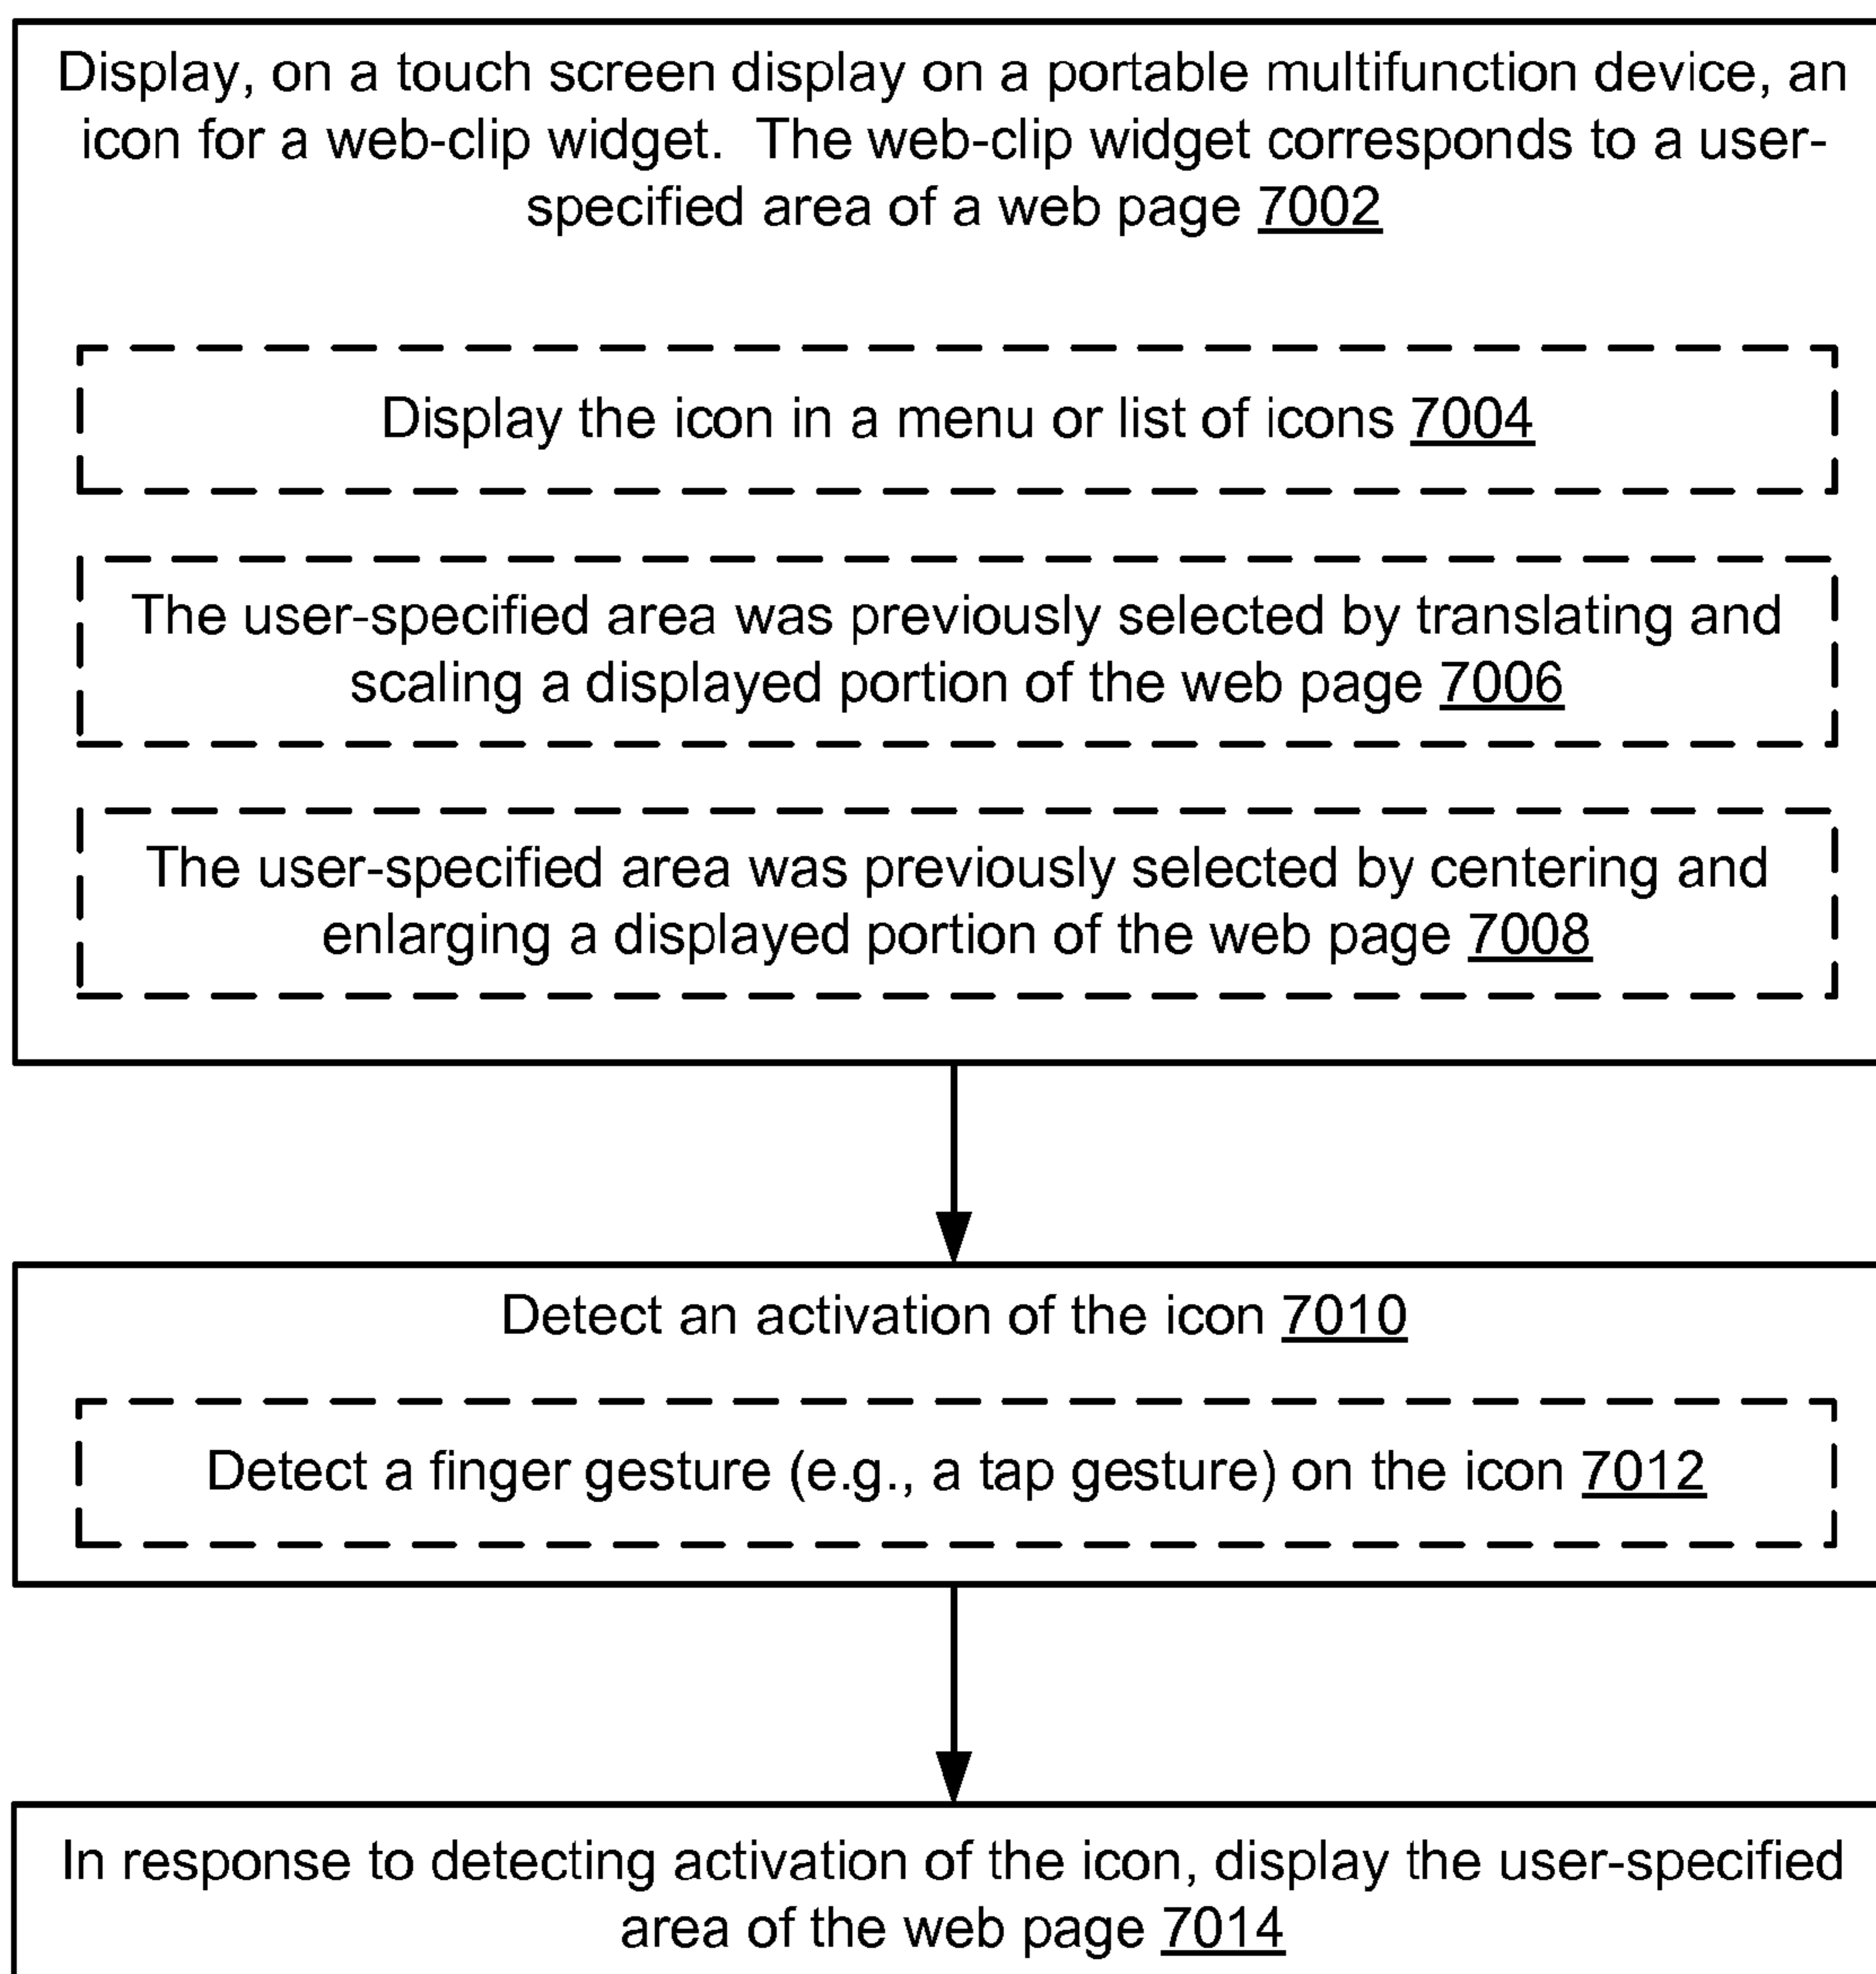 Display, on a touch screen display on a portable multifunction device, an
icon for a web-clip widget.  The web-clip widget corresponds to a user-
specified area of a web page 7002
Display the icon in a menu or list of icons 7004
The user-specified area was previously selected by translating and
scaling a displayed portion of the web page 7006
The user-specified area was previously selected by centering and
enlarging a displayed portion of the web page 7008
Detect an activation of the icon 7010
Detect a finger gesture (e.g., a tap gesture) on the icon 7012
In response to detecting activation of the icon, display the user-specified
area of the web page 7014